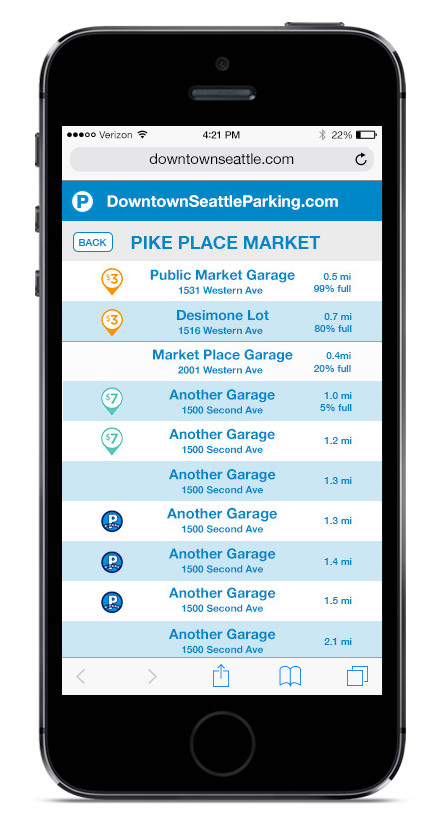 Verizon 4:21 PM 22%
downtownseattle.com
P DowntownSeattleParking.com
BACK PIKE PLACE MARKET
$3 Public Market Garage 0.5 mi
1531 Western Ave 99% full
$3 Desimone Lot 0.7 mi
1516 Western Ave 80% full
Market Place Garage 0.4mi
2001 Western Ave 20% full
$7 Another Garage 1.0 mi
1500 Second Ave 5% full
$7 Another Garage 1.2 mi
1500 Second Ave
Another Garage 1.3 mi
1500 Second Ave
P Another Garage 1.3 mi
1500 Second Ave
P Another Garage 1.4 mi
1500 Second Ave
P Another Garage 1.5 mi
1500 Second Ave
Another Garage 2.1 mi
1500 Second Ave